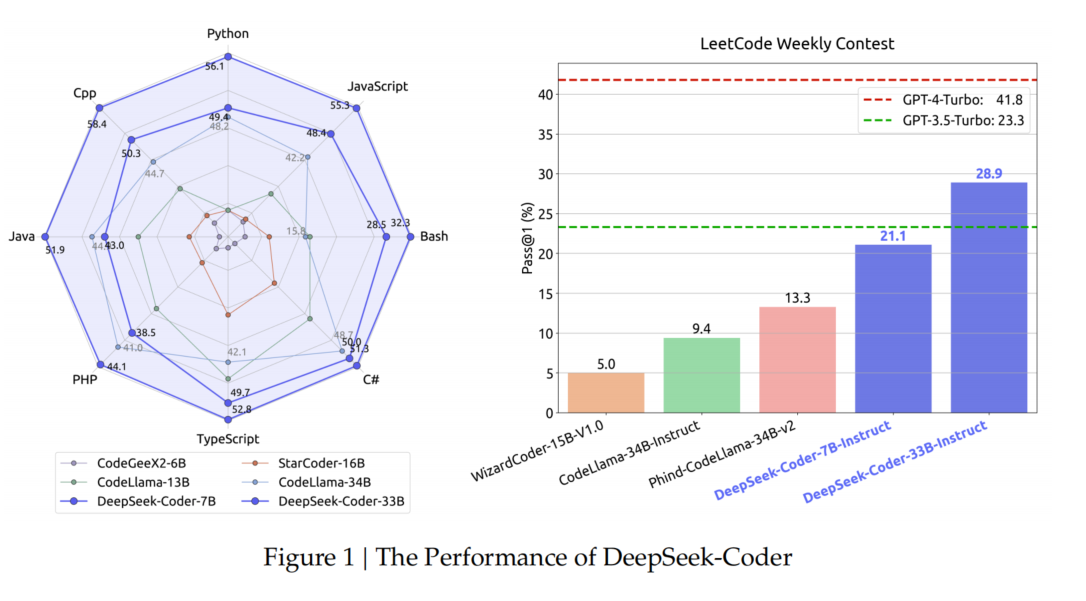 Python
56.1
Cpp
JavaScript
58.4
55.3
49.4
48.2
48.4
50.3
42.2
44.7
Java
51.9
43.0
15.8
28.5
32.3
Bash
38.5
41.0
44.1
PHP
48.7
50.0
51.3
C#
42.1
49.7
52.8
TypeScript
CodeGeeX2-6B
StarCoder-16B
CodeLlama-13B
CodeLlama-34B
DeepSeek-Coder-7B
DeepSeek-Coder-33B
LeetCode Weekly Contest
GPT-4-Turbo: 41.8
GPT-3.5-Turbo: 23.3
Pass@1 (%)
40
35
30
25
20
15
10
5
0
5.0
9.4
13.3
21.1
28.9
WizardCoder-15B-V1.0
CodeLlama-34B-Instruct
Phind-CodeLlama-34B-v2
DeepSeek-Coder-7B-Instruct
DeepSeek-Coder-33B-Instruct
Figure 1 | The Performance of DeepSeek-Coder